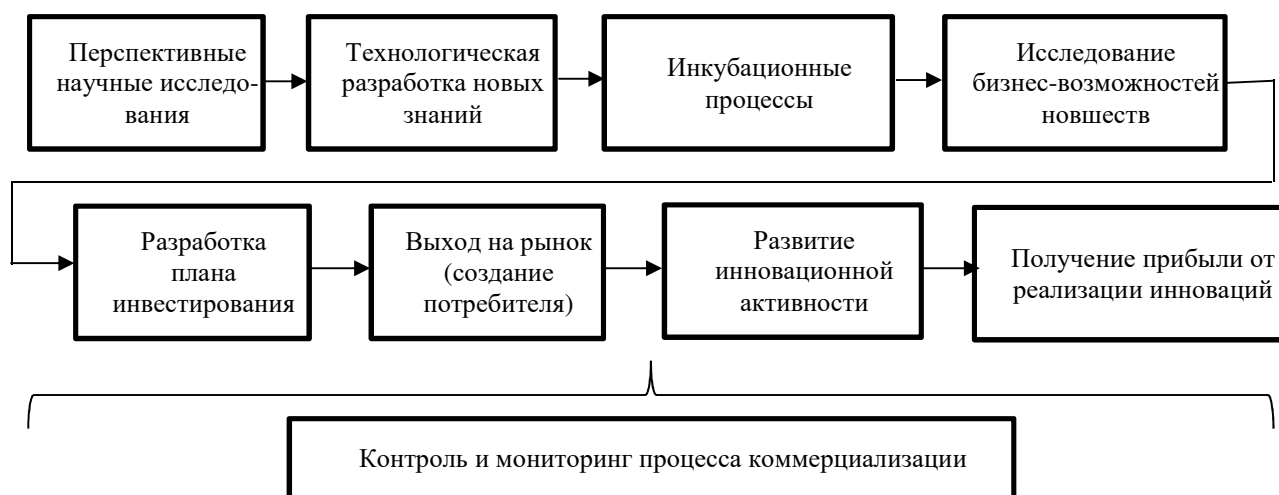 Перспективные
научные исследо-
вания
Технологическая
разработка новых
знаний
Инкубационные
процессы
Исследование
бизнес-возможностей
новшеств
Разработка
плана
инвестирования
Выход на рынок
(создание
потребителя)
Развитие
инновационной
активности
Получение прибыли от
реализации инноваций
Контроль и мониторинг процесса коммерциализации